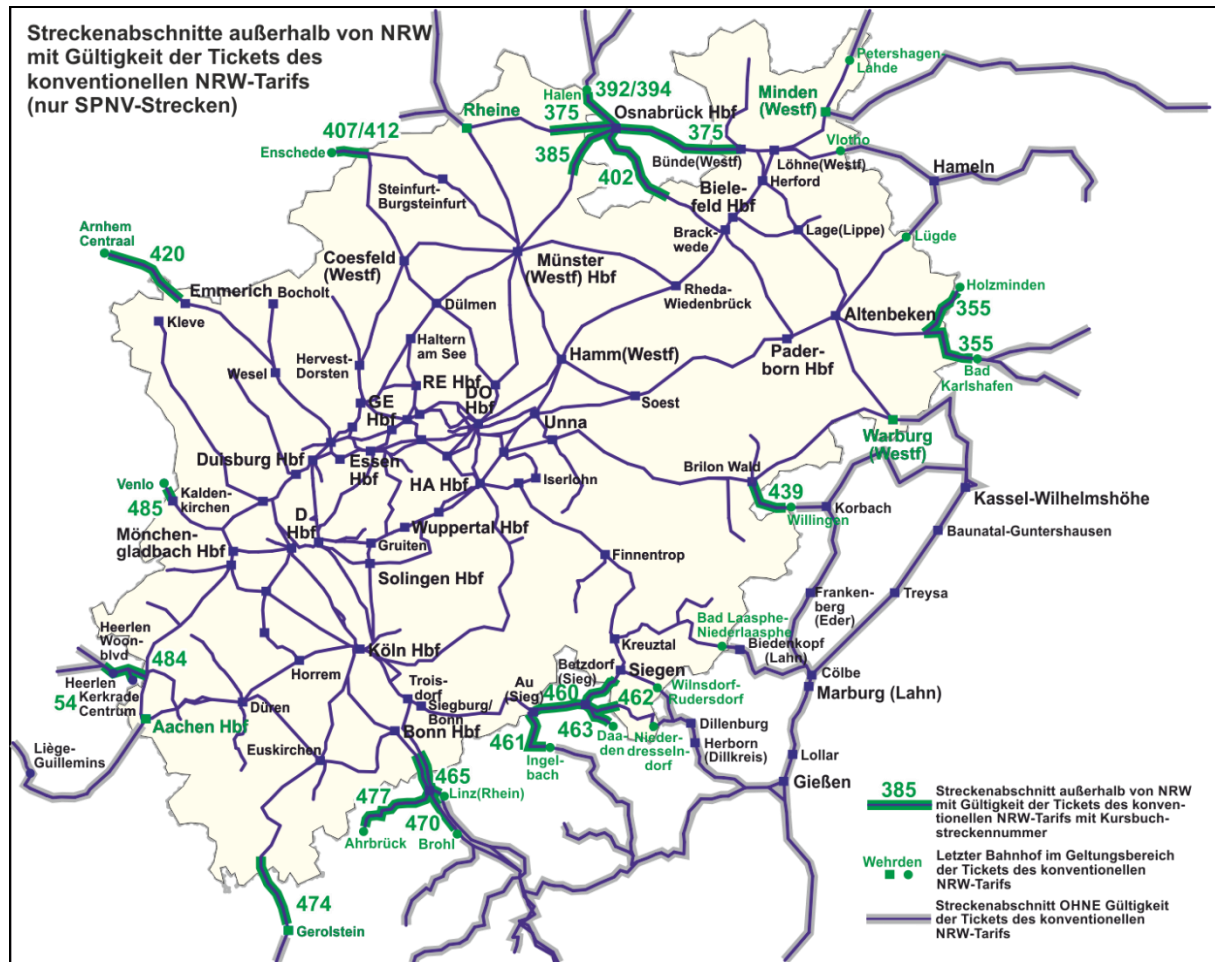 Streckenabschnitte außerhalb von NRW
mit Gültigkeit der Tickets des
konventionellen NRW-Tarifs
(nur SPNV-Strecken)
Petershagen-
Lahde
392/394
Halen
Rheine
375
Osnabrück Hbf
Minden
(Westf)
407/412
375
Vlotho
Enschede
385
Bünde(Westf)
Löhne(Westf)
Hameln
402
Herford
Steinfurt-
Burgsteinfurt
Biele-
feld Hbf
Arnhem
Centraal
Brack-
wede
Lage(Lippe)
Lügde
420
Coesfeld
(Westf)
Münster
(Westf) Hbf
Emmerich
Bocholt
Rheda-
Wiedenbrück
Holzminden
Dülmen
355
Kleve
Altenbeken
Haltern
am See
355
Hervest-
Dorsten
Hamm(Westf)
Pader-
born Hbf
Wesel
Bad
Karlshafen
RE Hbf
DO
Hbf
GE
Hbf
Soest
Unna
Warburg
(Westf)
Duisburg Hbf
Essen
Hbf
Brilon Wald
Venlo
HA Hbf
Iserlohn
439
Kassel-Wilhelmshöhe
485
Kalden-
kirchen
Willingen
Korbach
D.
Hbf
Wuppertal Hbf
Baunatal-Guntershausen
Mönchen-
gladbach Hbf
Gruiten
Finnentrop
Solingen Hbf
Franken-
berg
(Eder)
Treysa
Heerlen
Woon-
blvd
Bad Laasphe-
Niederlaasphe
Kreuztal
Biedenkopf
(Lahn)
484
Köln Hbf
Betzdorf
(Sieg)
Siegen
Cölbe
Heerlen
Kerkrade
Centrum
Horrem
Trois-
dorf
Au
(Sieg)
460
462
Wilnsdorf-
Rudersdorf
Marburg (Lahn)
54
Düren
Siegburg/
Bonn
Aachen Hbf
463
Dillenburg
Bonn Hbf
Daa-
den
Nieder-
dresseln-
dorf
Euskirchen
461
Herborn
(Dillkreis)
Liège-
Guillemins
Ingel-
bach
Lollar
465
Gießen
477
Linz(Rhein)
470
Ahrbrück
Brohl
474
Gerolstein
385
Streckenabschnitt außerhalb von NRW
mit Gültigkeit der Tickets des konven-
tionellen NRW-Tarifs mit Kursbuch-
streckennummer
Wehrden
Letzter Bahnhof im Geltungsbereich
der Tickets des konventionellen
NRW-Tarifs
Streckenabschnitt OHNE Gültigkeit
der Tickets des konventionellen
NRW-Tarifs